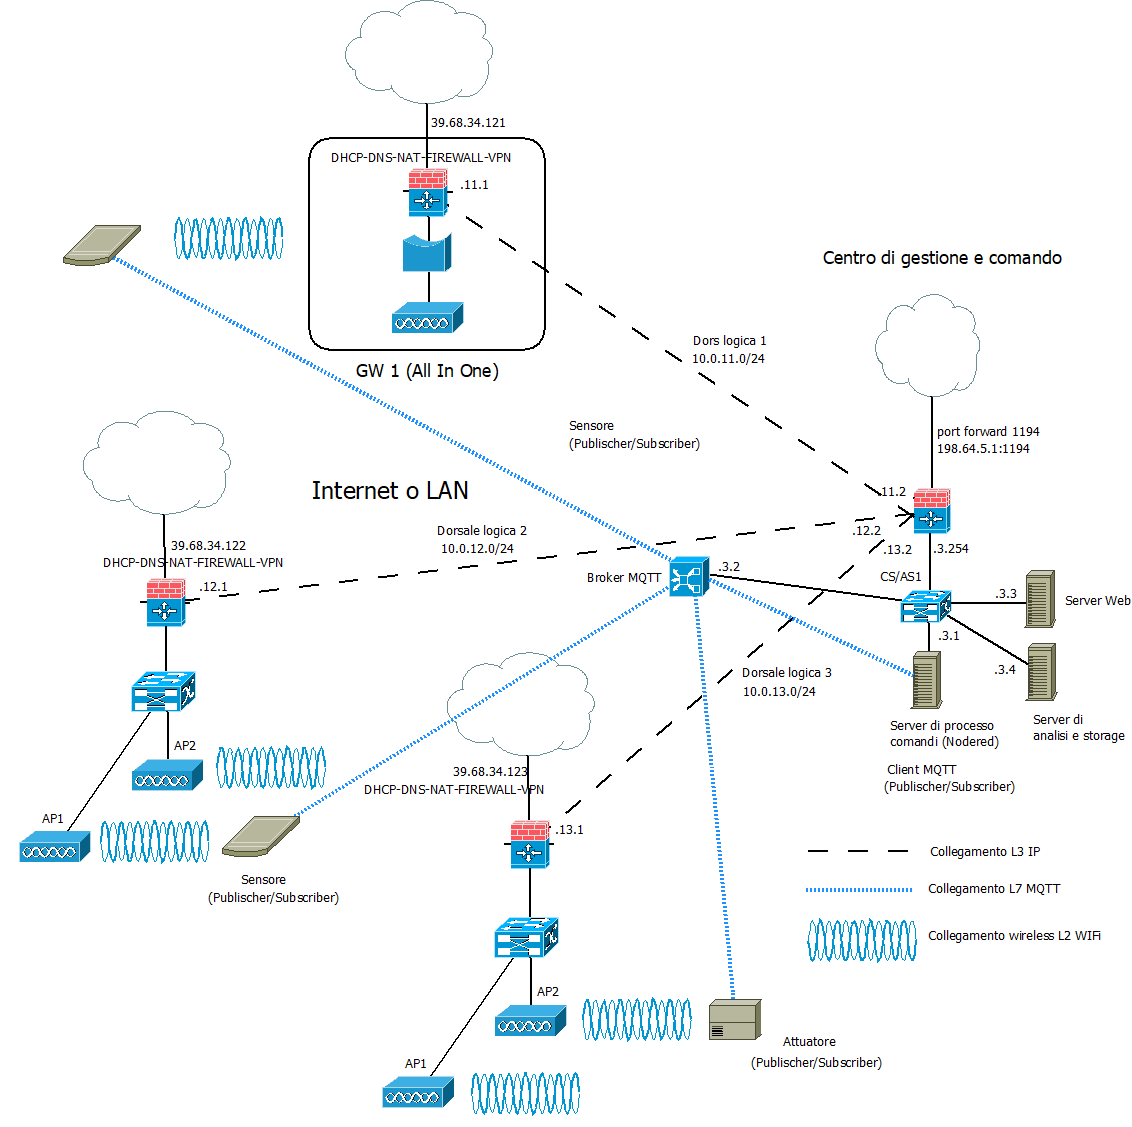 39.68.34.121
DHCP-DNS-NAT-FIREWALL-VPN
.11.1
GW 1 (All In One)
Centro di gestione e comando
Dors logica 1
10.0.11.0/24
port forward 1194
198.64.5.1:1194
Sensore
(Publischer/Subscriber)
Internet o LAN
.11.2
.12.2
.13.2
.3.254
Dorsale logica 2
10.0.12.0/24
39.68.34.122
DHCP-DNS-NAT-FIREWALL-VPN
.12.1
Broker MQTT
.3.2
CS/AS1
.3.3
Server Web
.3.1
.3.4
Dorsale logica 3
10.0.13.0/24
Server di processo
comandi (Nodered)
Server di
analisi e storage
Client MQTT
(Publischer/Subscriber)
AP2
AP1
39.68.34.123
DHCP-DNS-NAT-FIREWALL-VPN
.13.1
Sensore
(Publischer/Subscriber)
Collegamento L3 IP
Collegamento L7 MQTT
Collegamento wireless L2 WIFi
AP2
AP1
Attuatore
(Publischer/Subscriber)